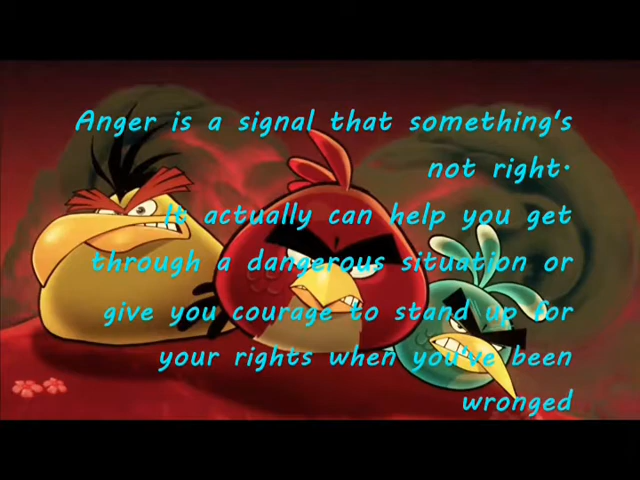 Anger is a signal that something's
not right.
It actually can help you get
through a dangerous situation or
give you courage to stand up for
your rights when you've been
wronged